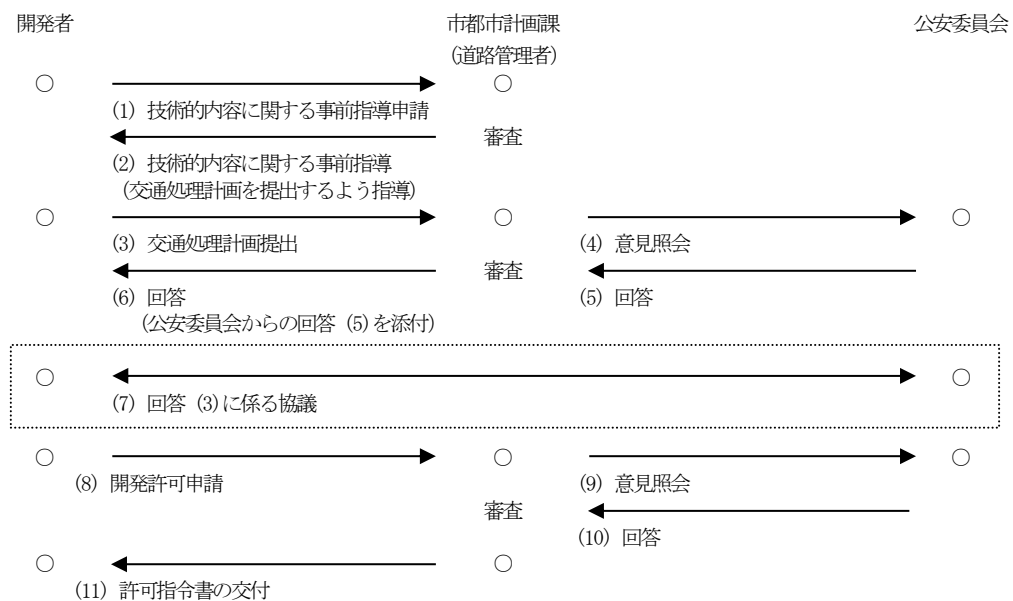 開発者 市都市計画課 公安委員会
(道路管理者)
○ ○
(1) 技術的内容に関する事前指導申請
審査
(2) 技術的内容に関する事前指導
(交通処理計画を提出するよう指導)
○ ○ ○
(3) 交通処理計画提出 (4) 意見照会
審査
(6) 回答 (5) 回答
(公安委員会からの回答 (5)を添付)
○ ○
(7) 回答 (3)に係る協議
○ ○ ○
(8) 開発許可申請 (9) 意見照会
審査
(10) 回答
○ ○
(11) 許可指令書の交付